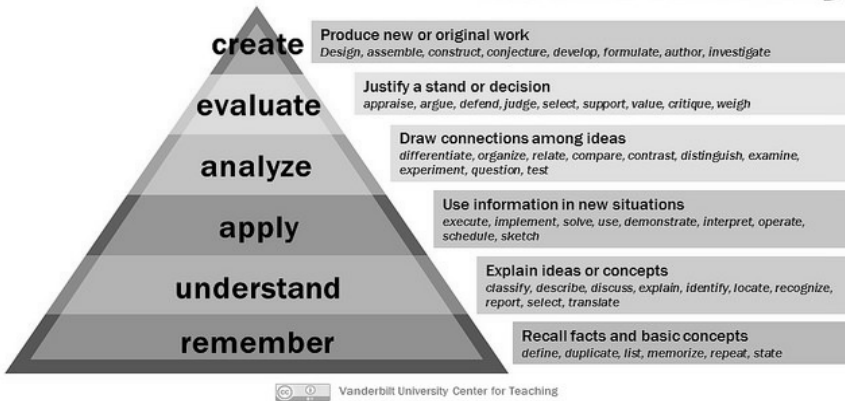 create
Produce new or original work
Design, assemble, construct, conjecture, develop, formulate, author, investigate
evaluate
Justify a stand or decision
appraise, argue, defend, judge, select, support, value, critique, weigh
analyze
Draw connections among ideas
differentiate, organize, relate, compare, contrast, distinguish, examine,
experiment, question, test
apply
Use information in new situations
execute, implement, solve, use, demonstrate, interpret, operate,
schedule, sketch
understand
Explain ideas or concepts
classify, describe, discuss, explain, identify, locate, recognize,
report, select, translate
remember
Recall facts and basic concepts
define, duplicate, list, memorize, repeat, state
cc
Vanderbilt University Center for Teaching